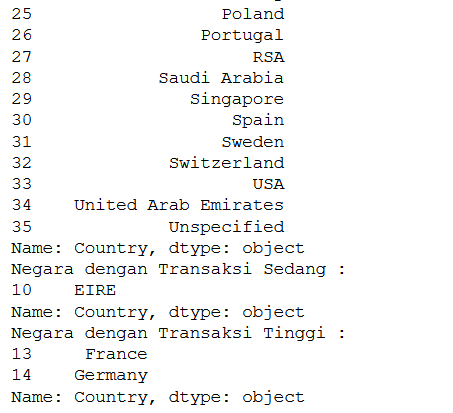 25 Poland
26 Portugal
27 RSA
28 Saudi Arabia
29 Singapore
30 Spain
31 Sweden
32 Switzerland
33 USA
34 United Arab Emirates
35 Unspecified
Name: Country, dtype: object
Negara dengan Transaksi Sedang :
10 EIRE
Name: Country, dtype: object
Negara dengan Transaksi Tinggi :
13 France
14 Germany
Name: Country, dtype: object